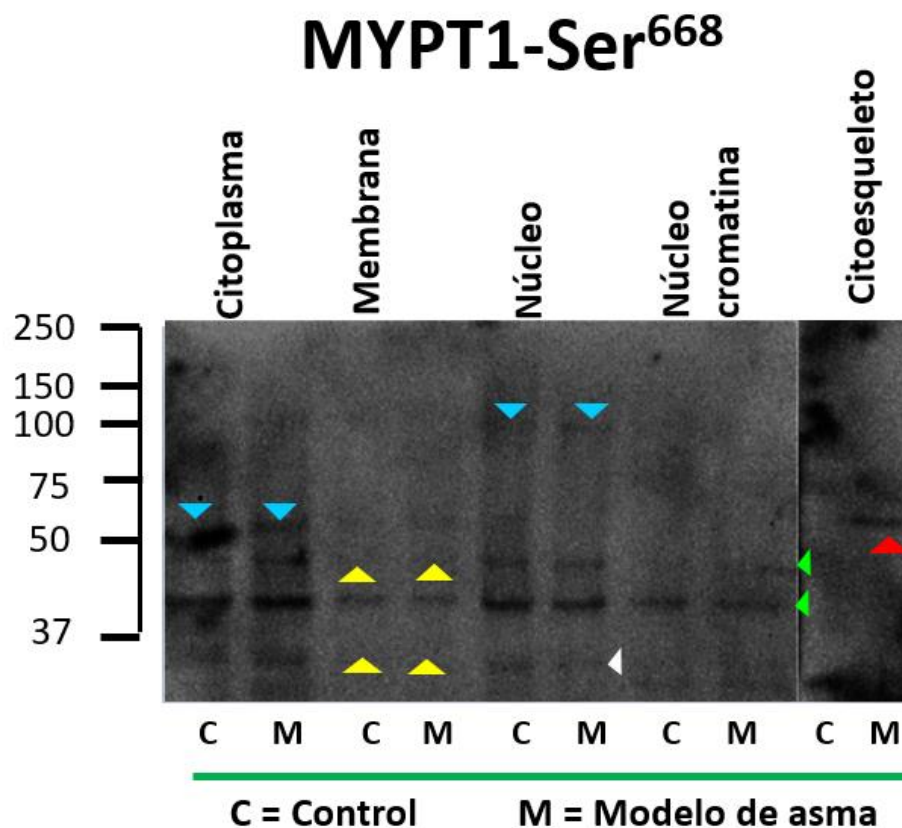 MYPT1-Ser⁶⁶⁸
Citoplasma
Membrana
Núcleo
Núcleo
cromatina
Citoesqueleto
250
150
100
75
50
37
C M C M C M C M C M
C = Control M = Modelo de asma